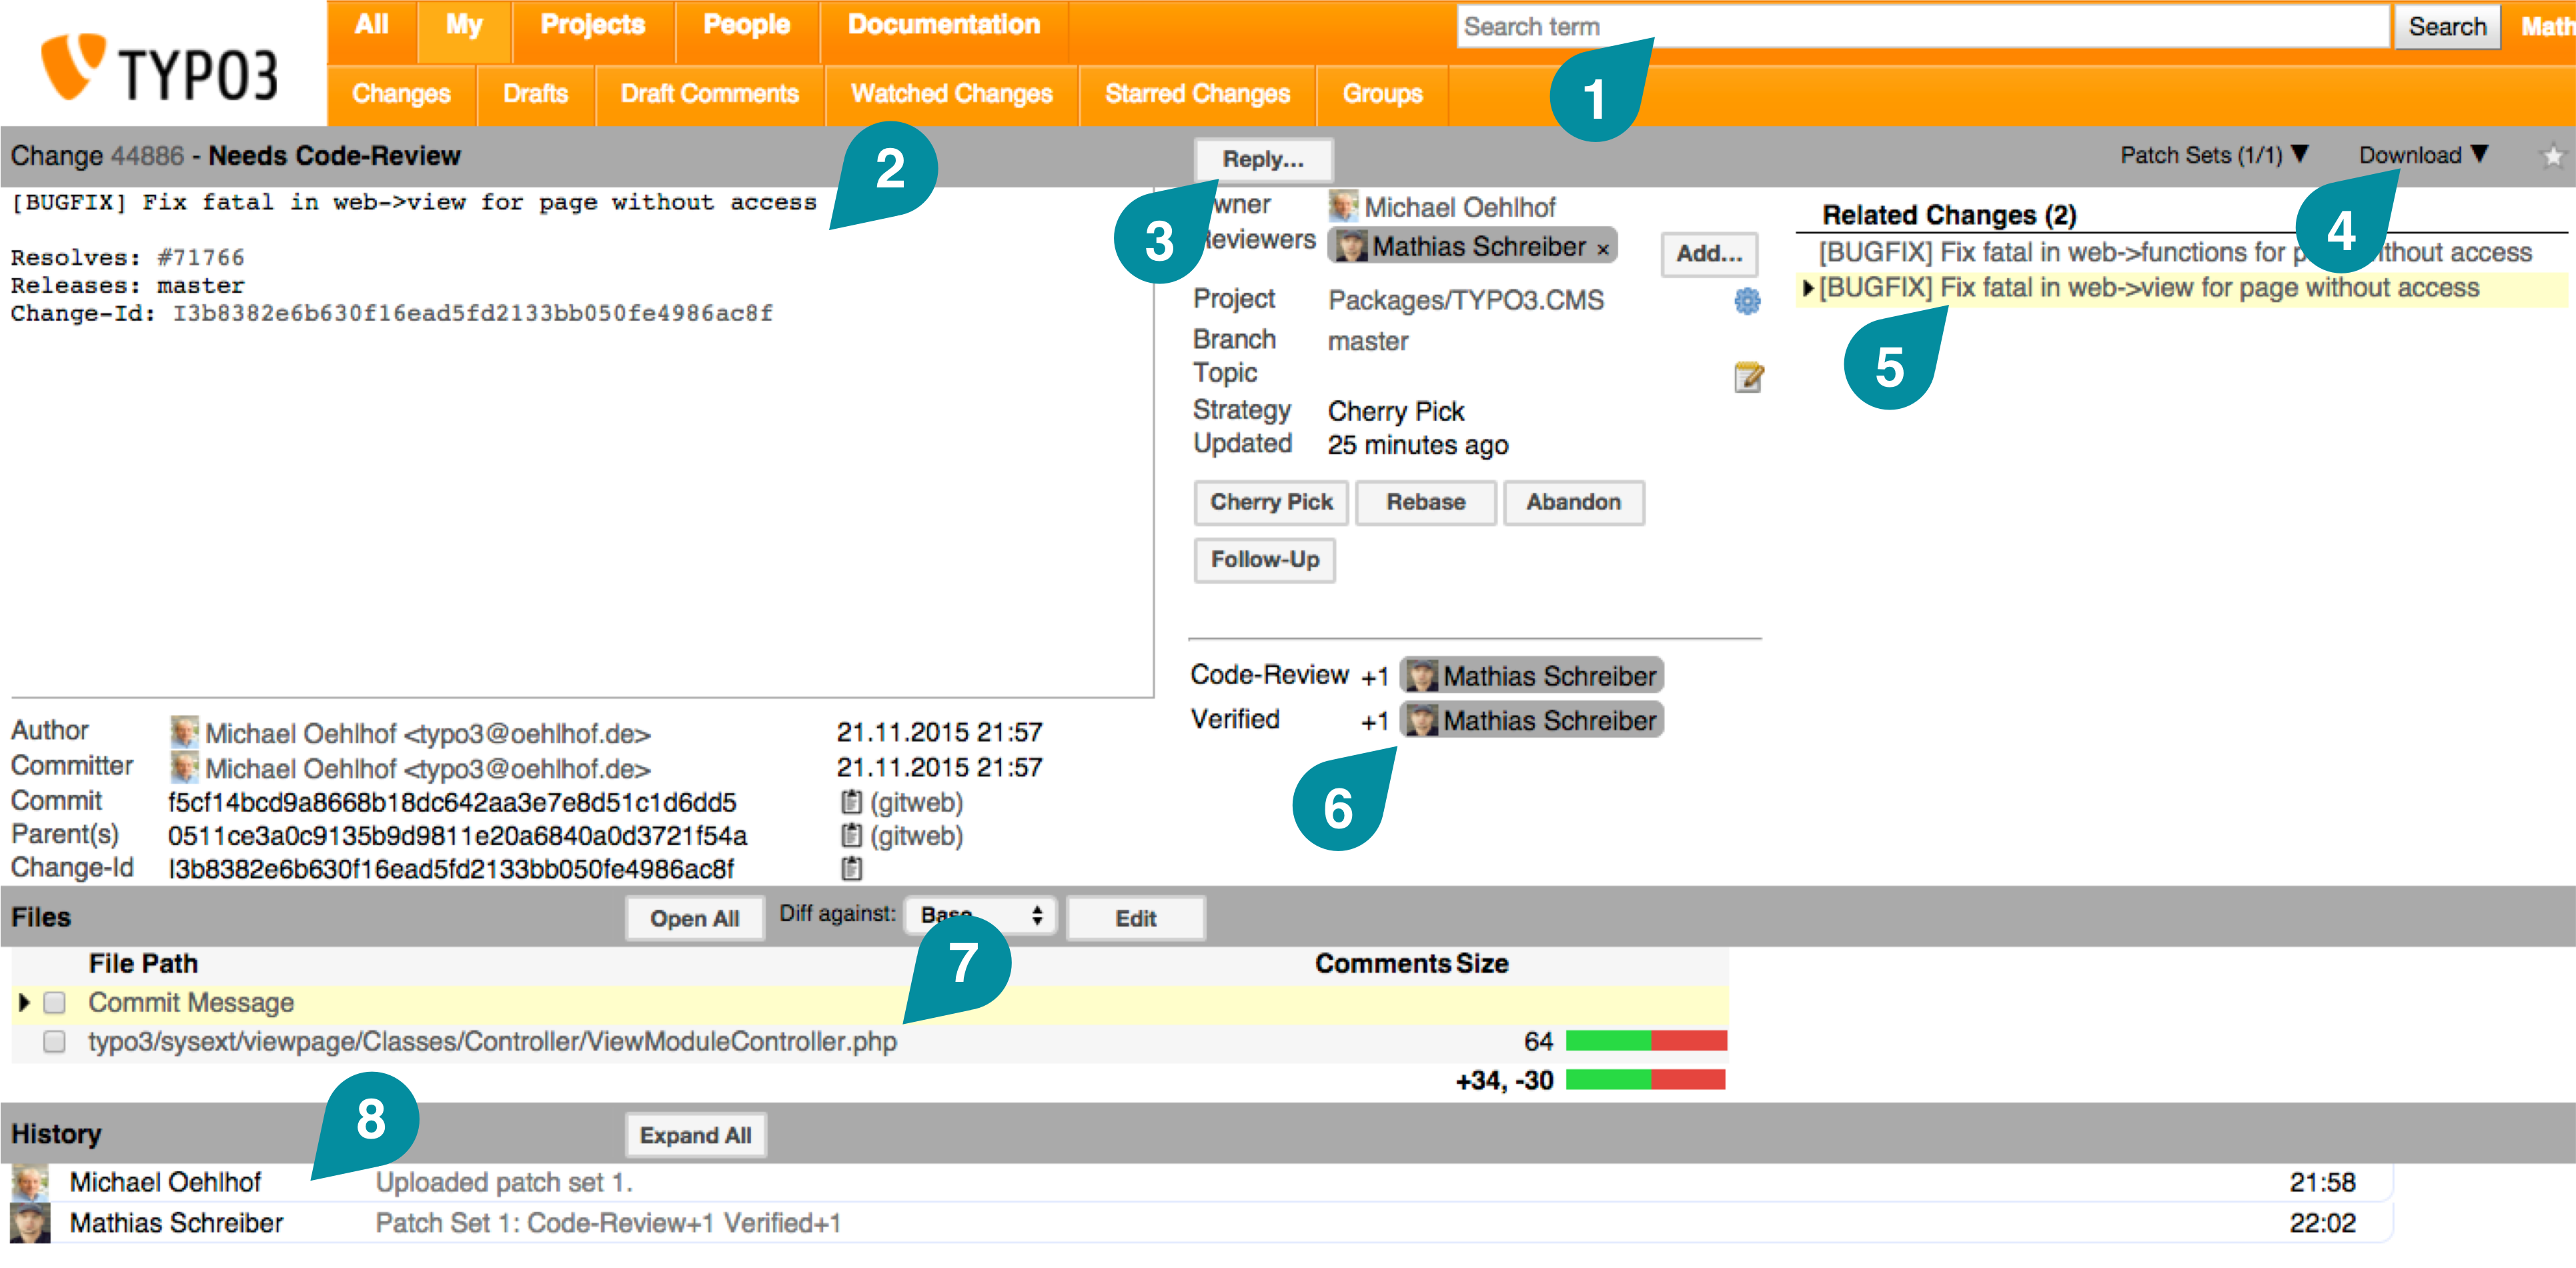 TYPO3
All My Projects People Documentation
Search term Search Math
Changes Drafts Draft Comments Watched Changes Starred Changes Groups
1
Change 44886 - Needs Code-Review
2
Reply...
Patch Sets (1/1) ▼ Download ▼
[BUGFIX] Fix fatal in web->view for page without access
Resolves: #71766
Releases: master
Change-Id: I3b8382e6b630f16ead5fd2133bb050fe4986ac8f
3
wner Michael Oehlhof
eviewers Mathias Schreiber × Add...
Project Packages/TYPO3.CMS
Branch master
Topic
Strategy Cherry Pick
Updated 25 minutes ago
Cherry Pick Rebase Abandon
Follow-Up
Code-Review +1 Mathias Schreiber
Verified +1 Mathias Schreiber
6
4
Related Changes (2)
[BUGFIX] Fix fatal in web->functions for p thout access
[BUGFIX] Fix fatal in web->view for page without access
5
Author Michael Oehlhof <typo3@oehlhof.de> 21.11.2015 21:57
Committer Michael Oehlhof <typo3@oehlhof.de> 21.11.2015 21:57
Commit f5cf14bcd9a8668b18dc642aa3e7e8d51c1d6dd5 (gitweb)
Parent(s) 0511ce3a0c9135b9d9811e20a6840a0d3721f54a (gitweb)
Change-Id I3b8382e6b630f16ead5fd2133bb050fe4986ac8f
Files Open All Diff against: Base Edit
7
File Path Comments Size
Commit Message
typo3/sysext/viewpage/Classes/Controller/ViewModuleController.php 64
+34, -30
8
History Expand All
Michael Oehlhof Uploaded patch set 1. 21:58
Mathias Schreiber Patch Set 1: Code-Review+1 Verified+1 22:02